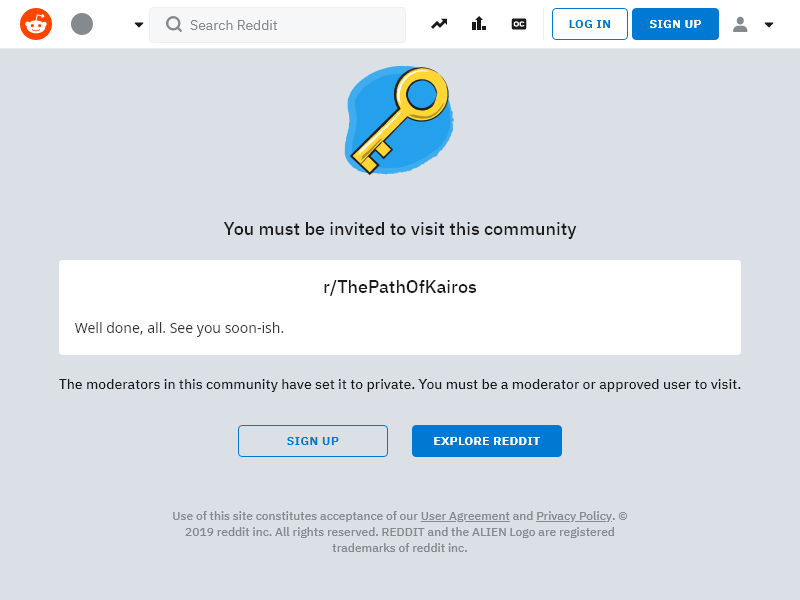 Search Reddit
OC
LOG IN
SIGN UP
You must be invited to visit this community
r/ThePathOfKairos
Well done, all. See you soon-ish.
The moderators in this community have set it to private. You must be a moderator or approved user to visit.
SIGN UP
EXPLORE REDDIT
Use of this site constitutes acceptance of our User Agreement and Privacy Policy. ©
2019 reddit inc. All rights reserved. REDDIT and the ALIEN Logo are registered
trademarks of reddit inc.